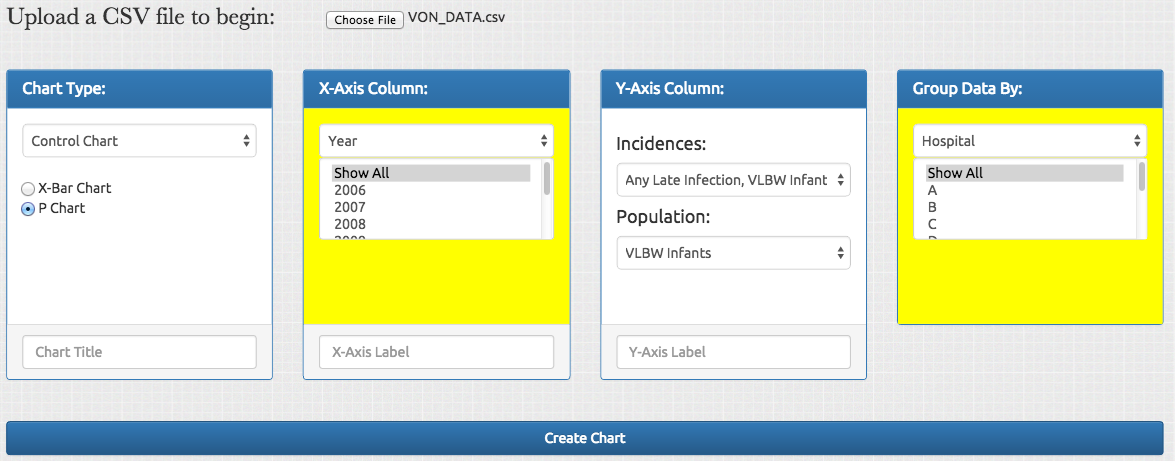 Upload a CSV file to begin:
Choose File VON_DATA.csv
Chart Type:
Control Chart
X-Bar Chart
P Chart
Chart Title
X-Axis Column:
Year
Show All
2006
2007
2008
X-Axis Label
Y-Axis Column:
Incidences:
Any Late Infection, VLBW Infant
Population:
VLBW Infants
Y-Axis Label
Group Data By:
Hospital
Show All
A
B
C
Create Chart